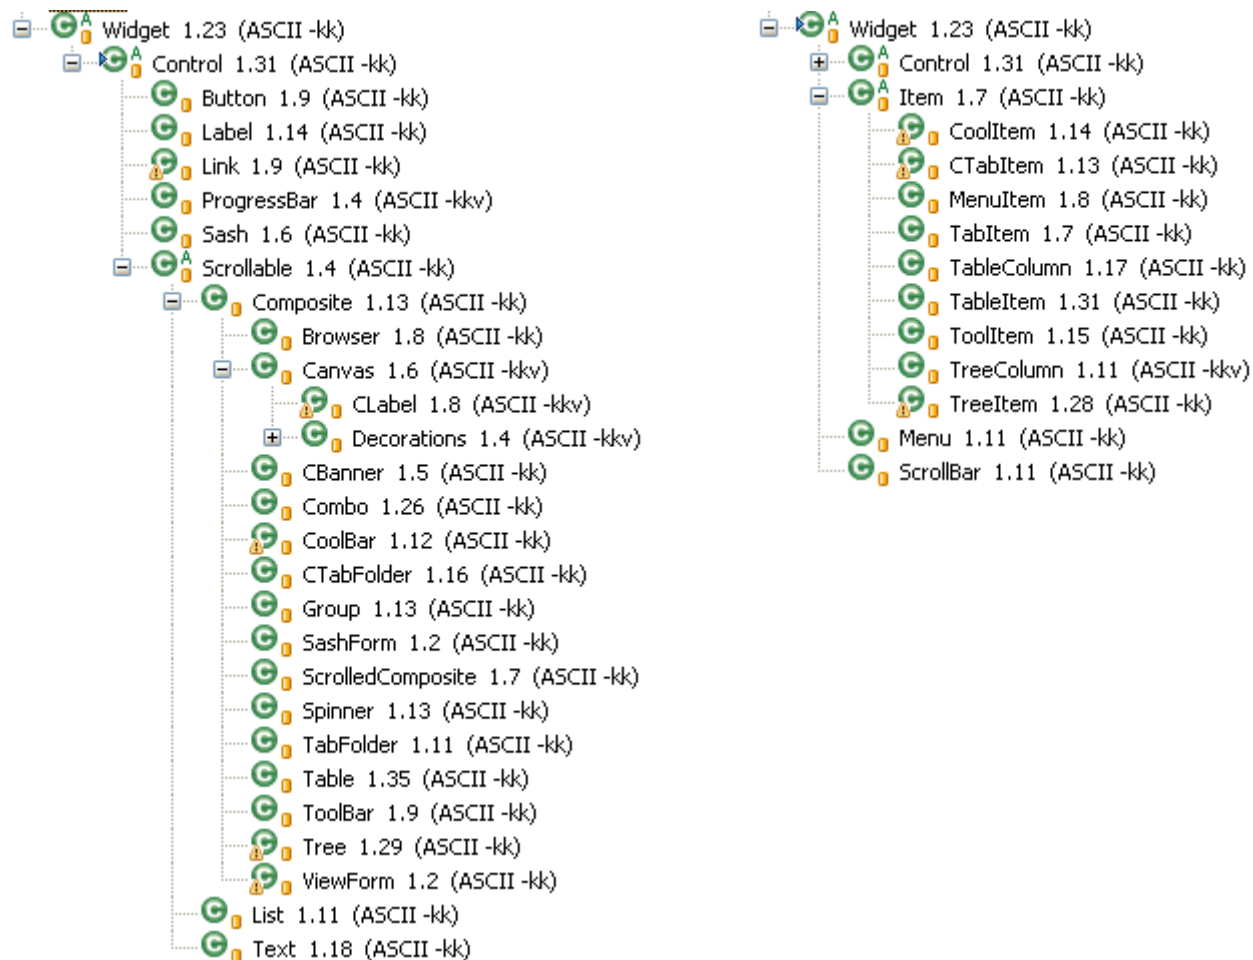 Widget 1.23 (ASCII -kk)
Control 1.31 (ASCII -kk)
Button 1.9 (ASCII -kk)
Label 1.14 (ASCII -kk)
Link 1.9 (ASCII -kk)
ProgressBar 1.4 (ASCII -kkv)
Sash 1.6 (ASCII -kk)
Scrollable 1.4 (ASCII -kk)
Composite 1.13 (ASCII -kk)
Browser 1.8 (ASCII -kk)
Canvas 1.6 (ASCII -kkv)
CLabel 1.8 (ASCII -kkv)
Decorations 1.4 (ASCII -kkv)
CBanner 1.5 (ASCII -kk)
Combo 1.26 (ASCII -kk)
CoolBar 1.12 (ASCII -kk)
CTabFolder 1.16 (ASCII -kk)
Group 1.13 (ASCII -kk)
SashForm 1.2 (ASCII -kk)
ScrolledComposite 1.7 (ASCII -kk)
Spinner 1.13 (ASCII -kk)
TabFolder 1.11 (ASCII -kk)
Table 1.35 (ASCII -kk)
ToolBar 1.9 (ASCII -kk)
Tree 1.29 (ASCII -kk)
ViewForm 1.2 (ASCII -kk)
List 1.11 (ASCII -kk)
Text 1.18 (ASCII -kk)
Widget 1.23 (ASCII -kk)
Control 1.31 (ASCII -kk)
Item 1.7 (ASCII -kk)
CoolItem 1.14 (ASCII -kk)
CTabItem 1.13 (ASCII -kk)
MenuItem 1.8 (ASCII -kk)
TabItem 1.7 (ASCII -kk)
TableColumn 1.17 (ASCII -kk)
TableItem 1.31 (ASCII -kk)
ToolItem 1.15 (ASCII -kk)
TreeColumn 1.11 (ASCII -kkv)
TreeItem 1.28 (ASCII -kk)
Menu 1.11 (ASCII -kk)
ScrollBar 1.11 (ASCII -kk)